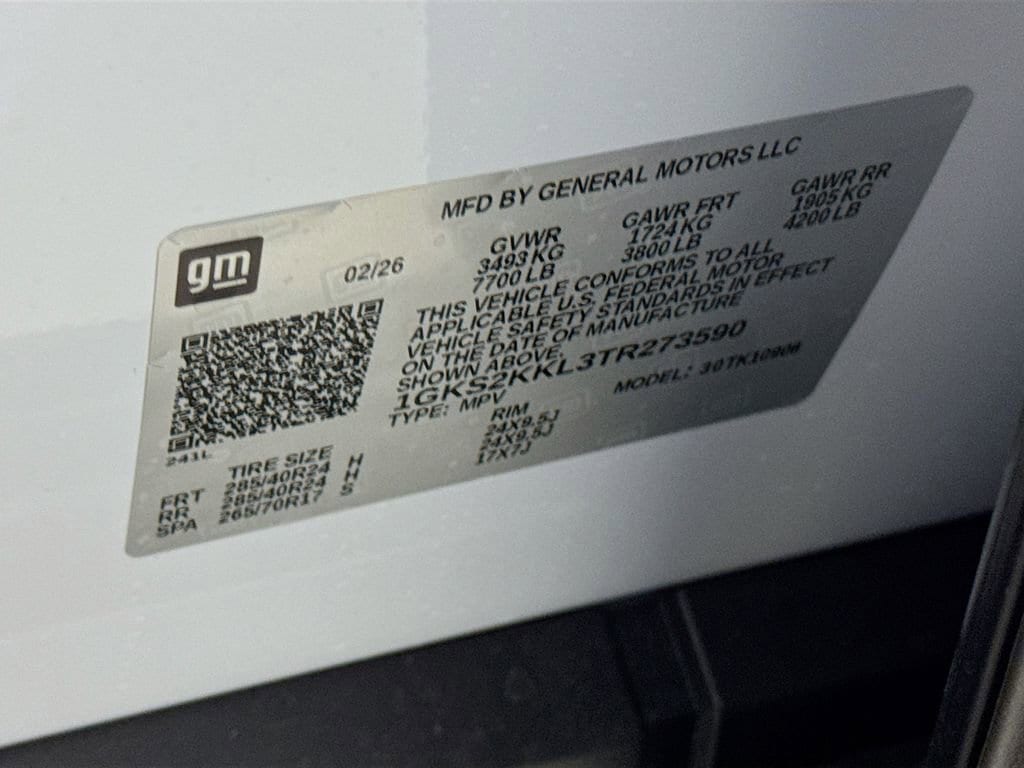 MFD BY GENERAL MOTORS LLC
gm
02/26
GVWR GAWR FRT GAWR RR
3493 KG 1724 KG 1905 KG
7700 LB 3800 LB 4200 LB
THIS VEHICLE CONFORMS TO ALL
APPLICABLE U.S. FEDERAL MOTOR
VEHICLE SAFETY STANDARDS IN EFFECT
ON THE DATE OF MANUFACTURE
SHOWN ABOVE.
1GKS2KKL3TR273590
TYPE: MPV MODEL: 30TK10906
241L
TIRE SIZE RIM
FRT 285/40R24 H 24X9.5J
RR 285/40R24 H 24X9.5J
SPA 265/70R17 S 17X7J